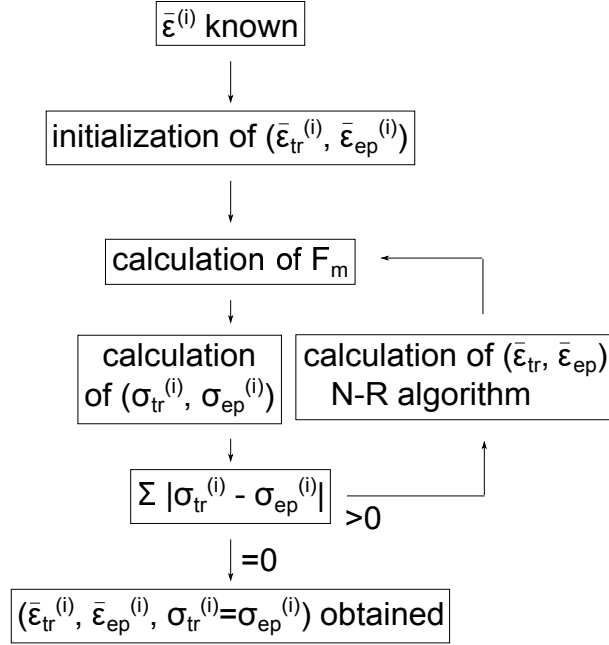 ε̄⁽ⁱ⁾ known
initialization of (ε̄ₜᵣ⁽ⁱ⁾, ε̄ₑₚ⁽ⁱ⁾)
calculation of Fₘ
calculation
of (σₜᵣ⁽ⁱ⁾, σₑₚ⁽ⁱ⁾)
calculation of (ε̄ₜᵣ, ε̄ₑₚ)
N-R algorithm
Σ |σₜᵣ⁽ⁱ⁾ - σₑₚ⁽ⁱ⁾|
>0
=0
(ε̄ₜᵣ⁽ⁱ⁾, ε̄ₑₚ⁽ⁱ⁾, σₜᵣ⁽ⁱ⁾=σₑₚ⁽ⁱ⁾) obtained